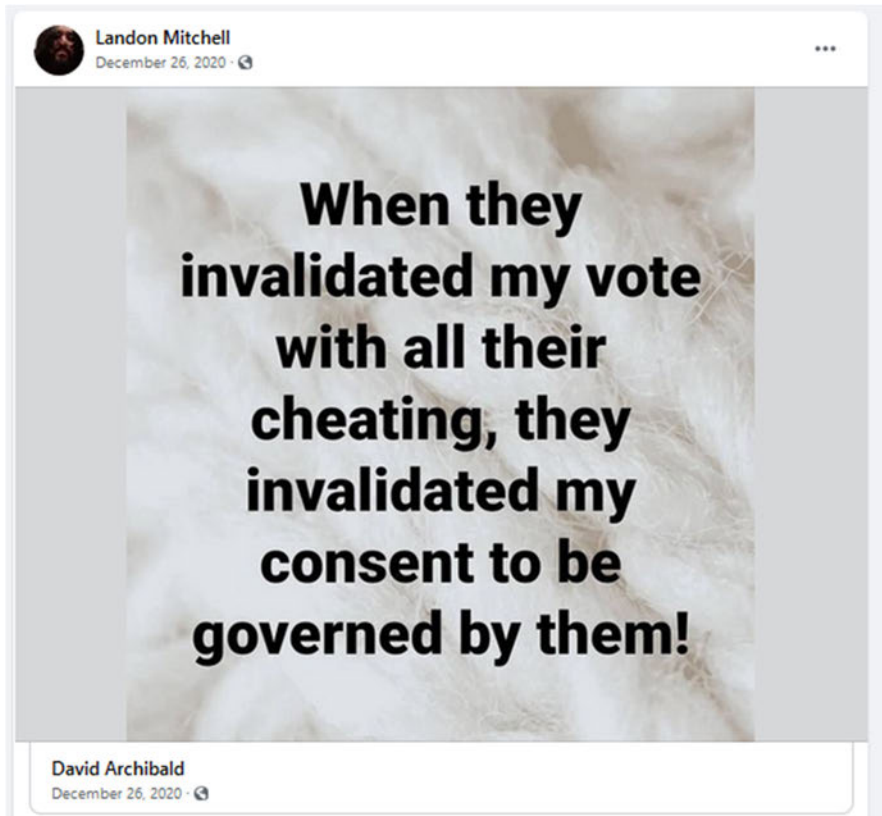 Landon Mitchell
December 26, 2020 ·
When they
invalidated my vote
with all their
cheating, they
invalidated my
consent to be
governed by them!
David Archibald
December 26, 2020 ·